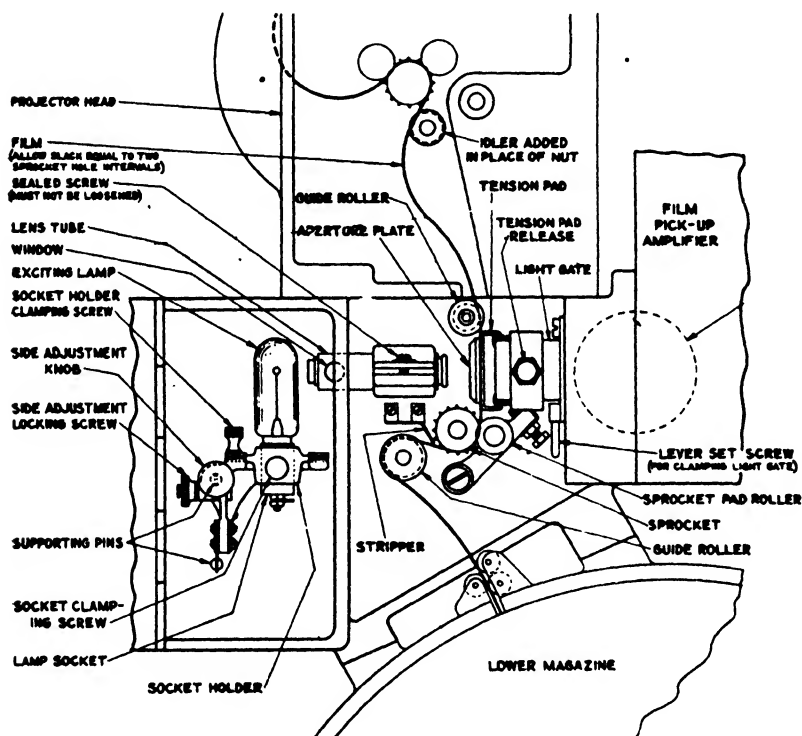 PROJECTOR HEAD
FILM
(ALLOW SLACK EQUAL TO TWO
SPROCKET HOLE INTERVALS)
SEALED SCREW
(MUST NOT BE LOOSENED)
LENS TUBE
WINDOW
EXCITING LAMP
SOCKET HOLDER
CLAMPING SCREW
SIDE ADJUSTMENT
KNOB
SIDE ADJUSTMENT
LOCKING SCREW
SUPPORTING PINS
SOCKET CLAMP-
ING SCREW
LAMP SOCKET
SOCKET HOLDER
GUIDE ROLLER
APERTURE PLATE
IDLER ADDED
IN PLACE OF NUT
TENSION PAD
TENSION PAD
RELEASE
LIGHT GATE
FILM
PICK-UP
AMPLIFIER
LEVER SET SCREW
(FOR CLAMPING LIGHT GATE)
SPROCKET PAD ROLLER
SPROCKET
GUIDE ROLLER
STRIPPER
LOWER MAGAZINE